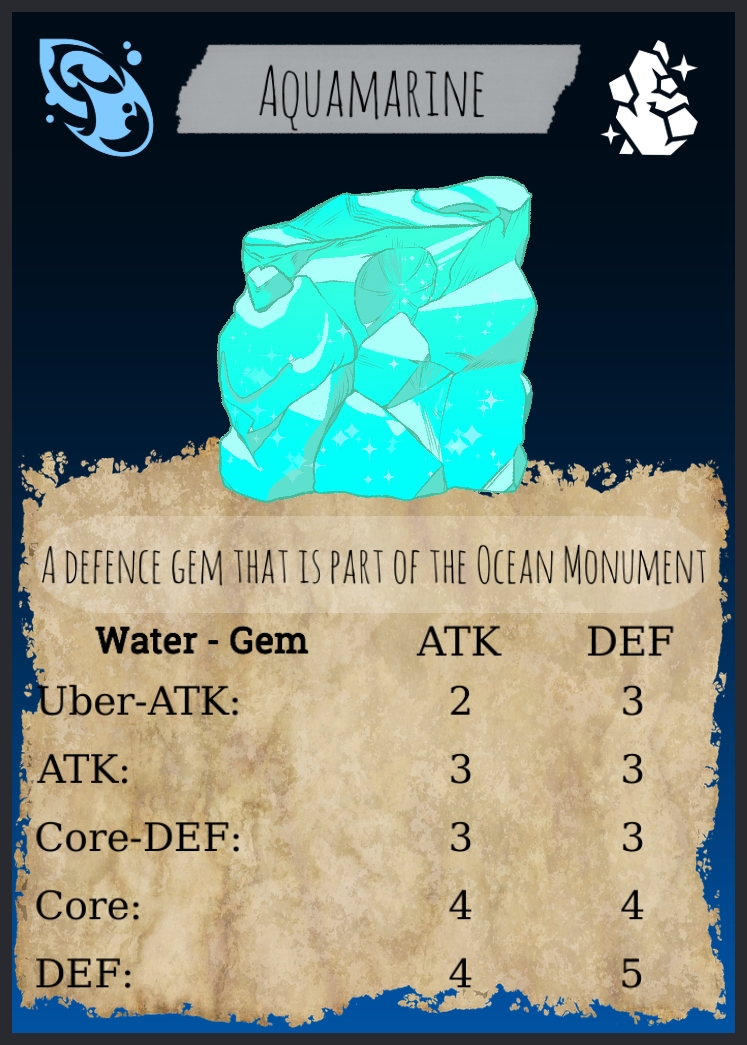 Aquamarine
A defence gem that is part of the Ocean Monument
Water - Gem ATK DEF
Uber-ATK: 2 3
ATK: 3 3
Core-DEF: 3 3
Core: 4 4
DEF: 4 5